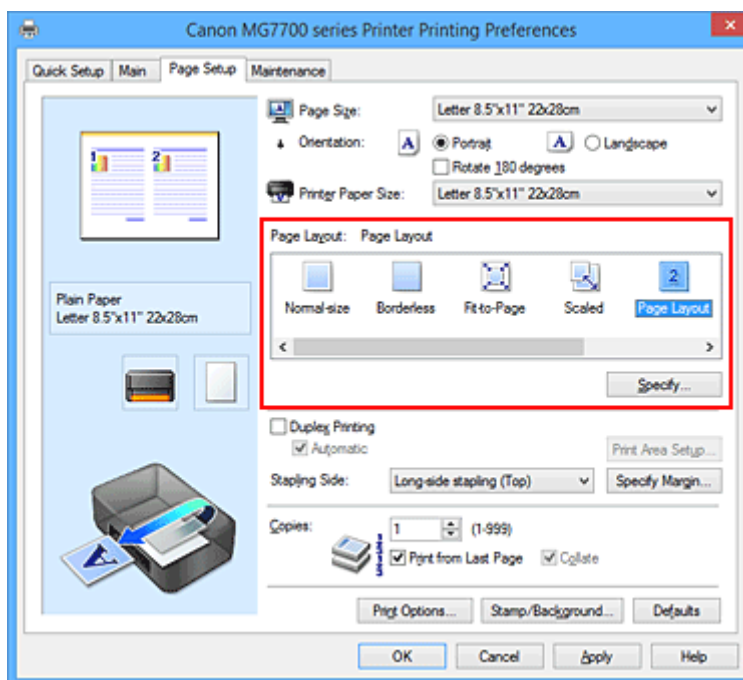 Canon MG7700 series Printer Printing Preferences
Quick Setup Main Page Setup Maintenance
1 2
Plain Paper
Letter 8.5"x11" 22x28cm
Page Size: Letter 8.5"x11" 22x28cm
Orientation: A Portrait A Landscape
Rotate 180 degrees
Printer Paper Size: Letter 8.5"x11" 22x28cm
Page Layout: Page Layout
2
Normal-size Borderless Fit-to-Page Scaled Page Layout
Specify...
Duplex Printing
Automatic Print Area Setup...
Stapling Side: Long-side stapling (Top) Specify Margin...
Copies: 1 (1-999)
Print from Last Page Collate
A
Print Options... Stamp/Background... Defaults
OK Cancel Apply Help